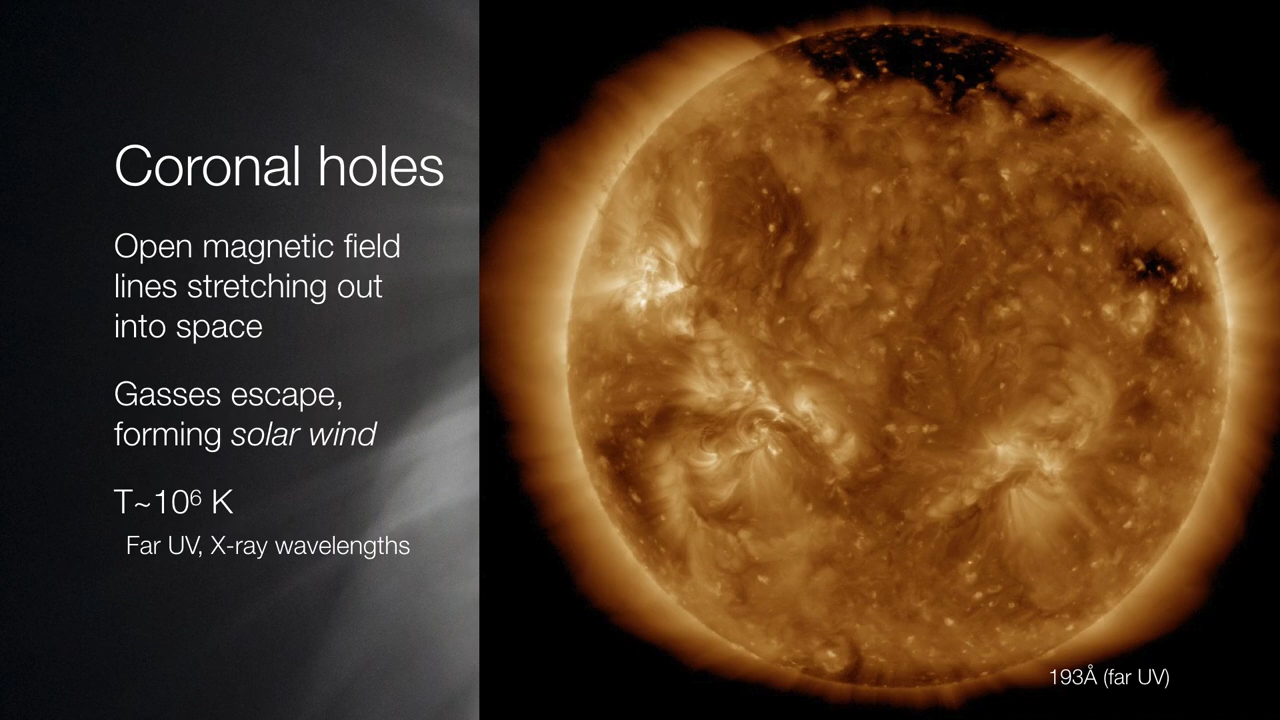 Coronal holes
Open magnetic field
lines stretching out
into space
Gasses escape,
forming solar wind
T~10⁶ K
Far UV, X-ray wavelengths
193Å (far UV)